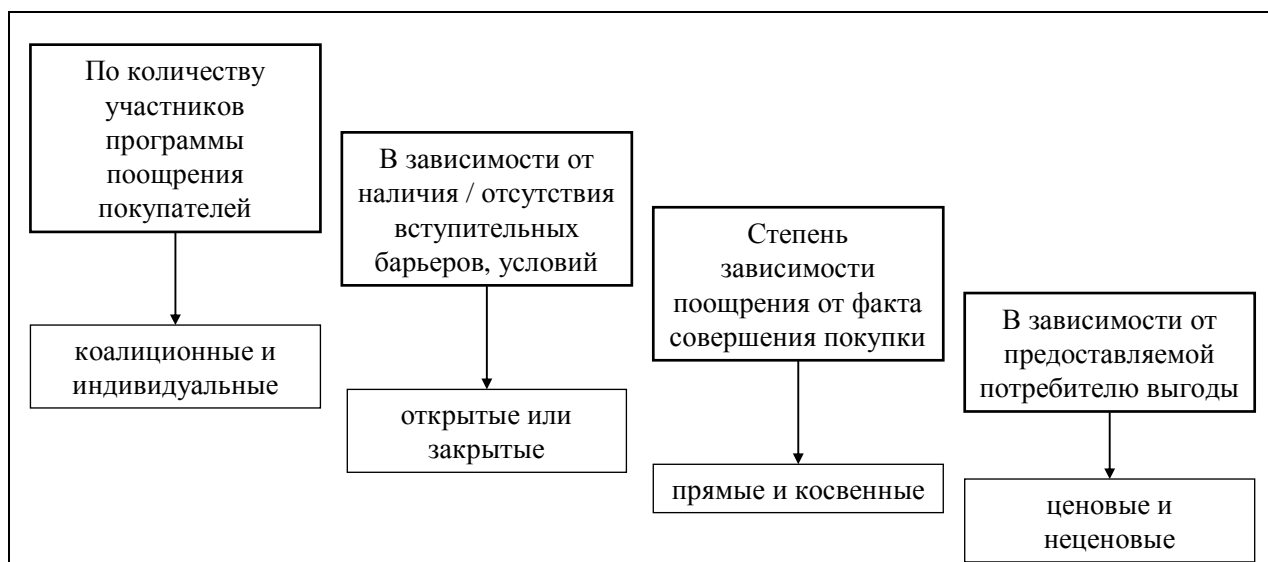 По количеству
участников
программы
поощрения
покупателей
коалиционные и
индивидуальные
В зависимости от
наличия / отсутствия
вступительных
барьеров, условий
открытые или
закрытые
Степень
зависимости
поощрения от факта
совершения покупки
прямые и косвенные
В зависимости от
предоставляемой
потребителю выгоды
ценовые и
неценовые